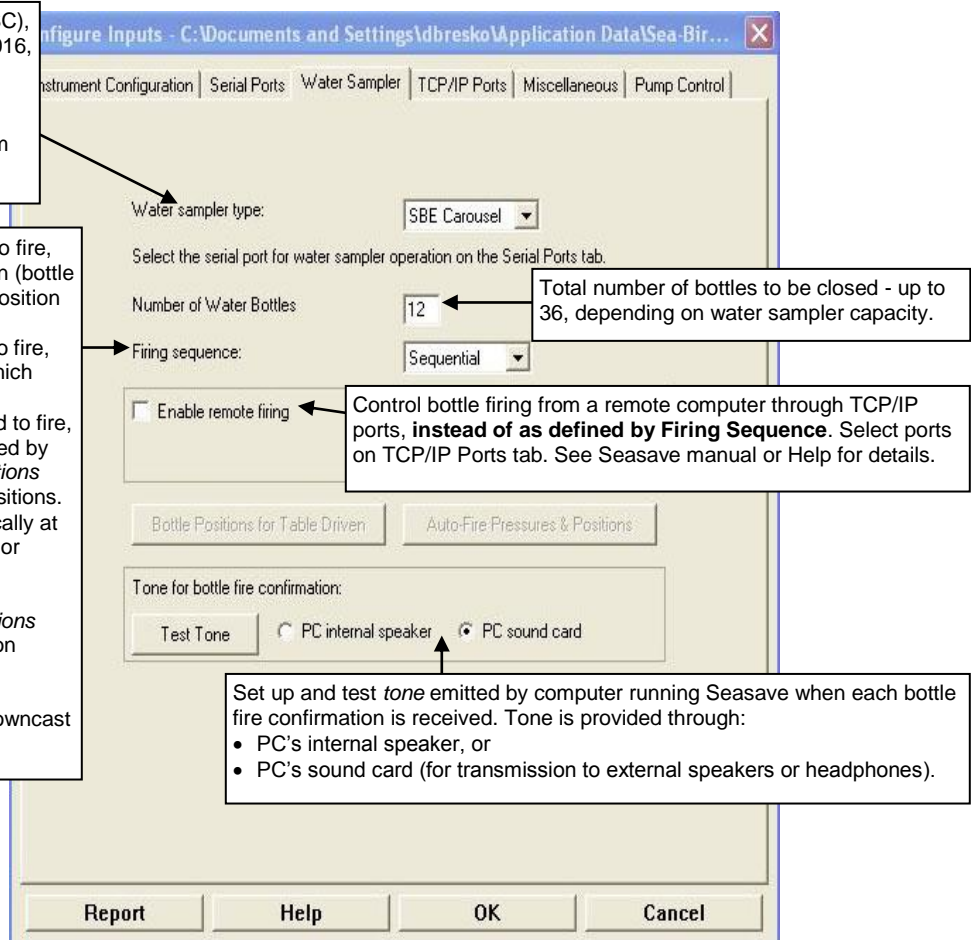 SC),
016,
m
nfigure Inputs - C:\Documents and Settings\dbresko\Application Data\Sea-Bir...
nstrument Configuration
Serial Ports
Water Sampler
TCP/IP Ports
Miscellaneous
Pump Control
Water sampler type:
SBE Carousel
Select the serial port for water sampler operation on the Serial Ports tab.
Number of Water Bottles
12
Total number of bottles to be closed - up to
36, depending on water sampler capacity.
Firing sequence:
Sequential
o fire,
n (bottle
osition
o fire,
hich
d to fire,
ed by
tions
sitions.
cally at
or
ions
on
owncast
Enable remote firing
Control bottle firing from a remote computer through TCP/IP
ports, instead of as defined by Firing Sequence. Select ports
on TCP/IP Ports tab. See Seasave manual or Help for details.
Bottle Positions for Table Driven
Auto-Fire Pressures & Positions
Tone for bottle fire confirmation:
Test Tone
PC internal speaker
PC sound card
Set up and test tone emitted by computer running Seasave when each bottle
fire confirmation is received. Tone is provided through:
• PC's internal speaker, or
• PC's sound card (for transmission to external speakers or headphones).
Report
Help
OK
Cancel